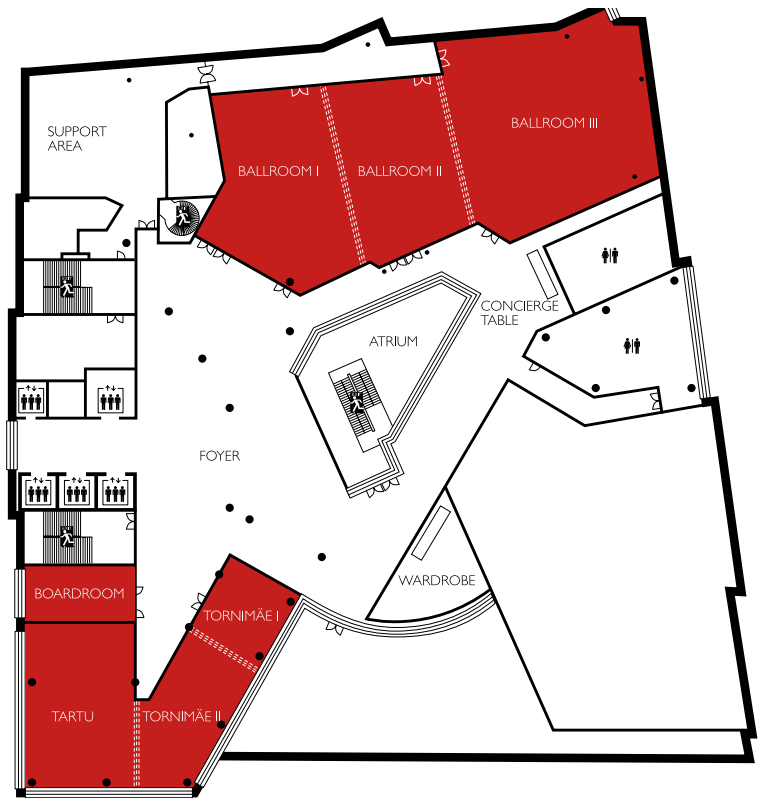 SUPPORT
AREA
BALLROOM I
BALLROOM II
BALLROOM III
CONCIERGE
TABLE
ATRIUM
FOYER
WARDROBE
BOARDROOM
TORNIMÄE I
TARTU
TORNIMÄE II